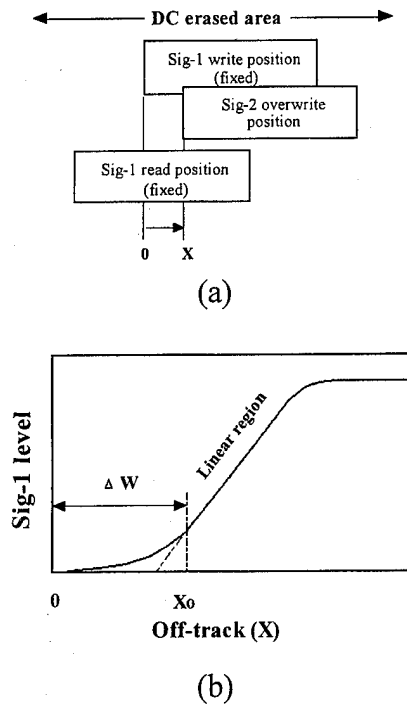 DC erased area
Sig-1 write position
(fixed)
Sig-2 overwrite
position
Sig-1 read position
(fixed)
0 X
(a)
Sig-1 level
Linear region
Δ W
0 Xo
Off-track (X)
(b)